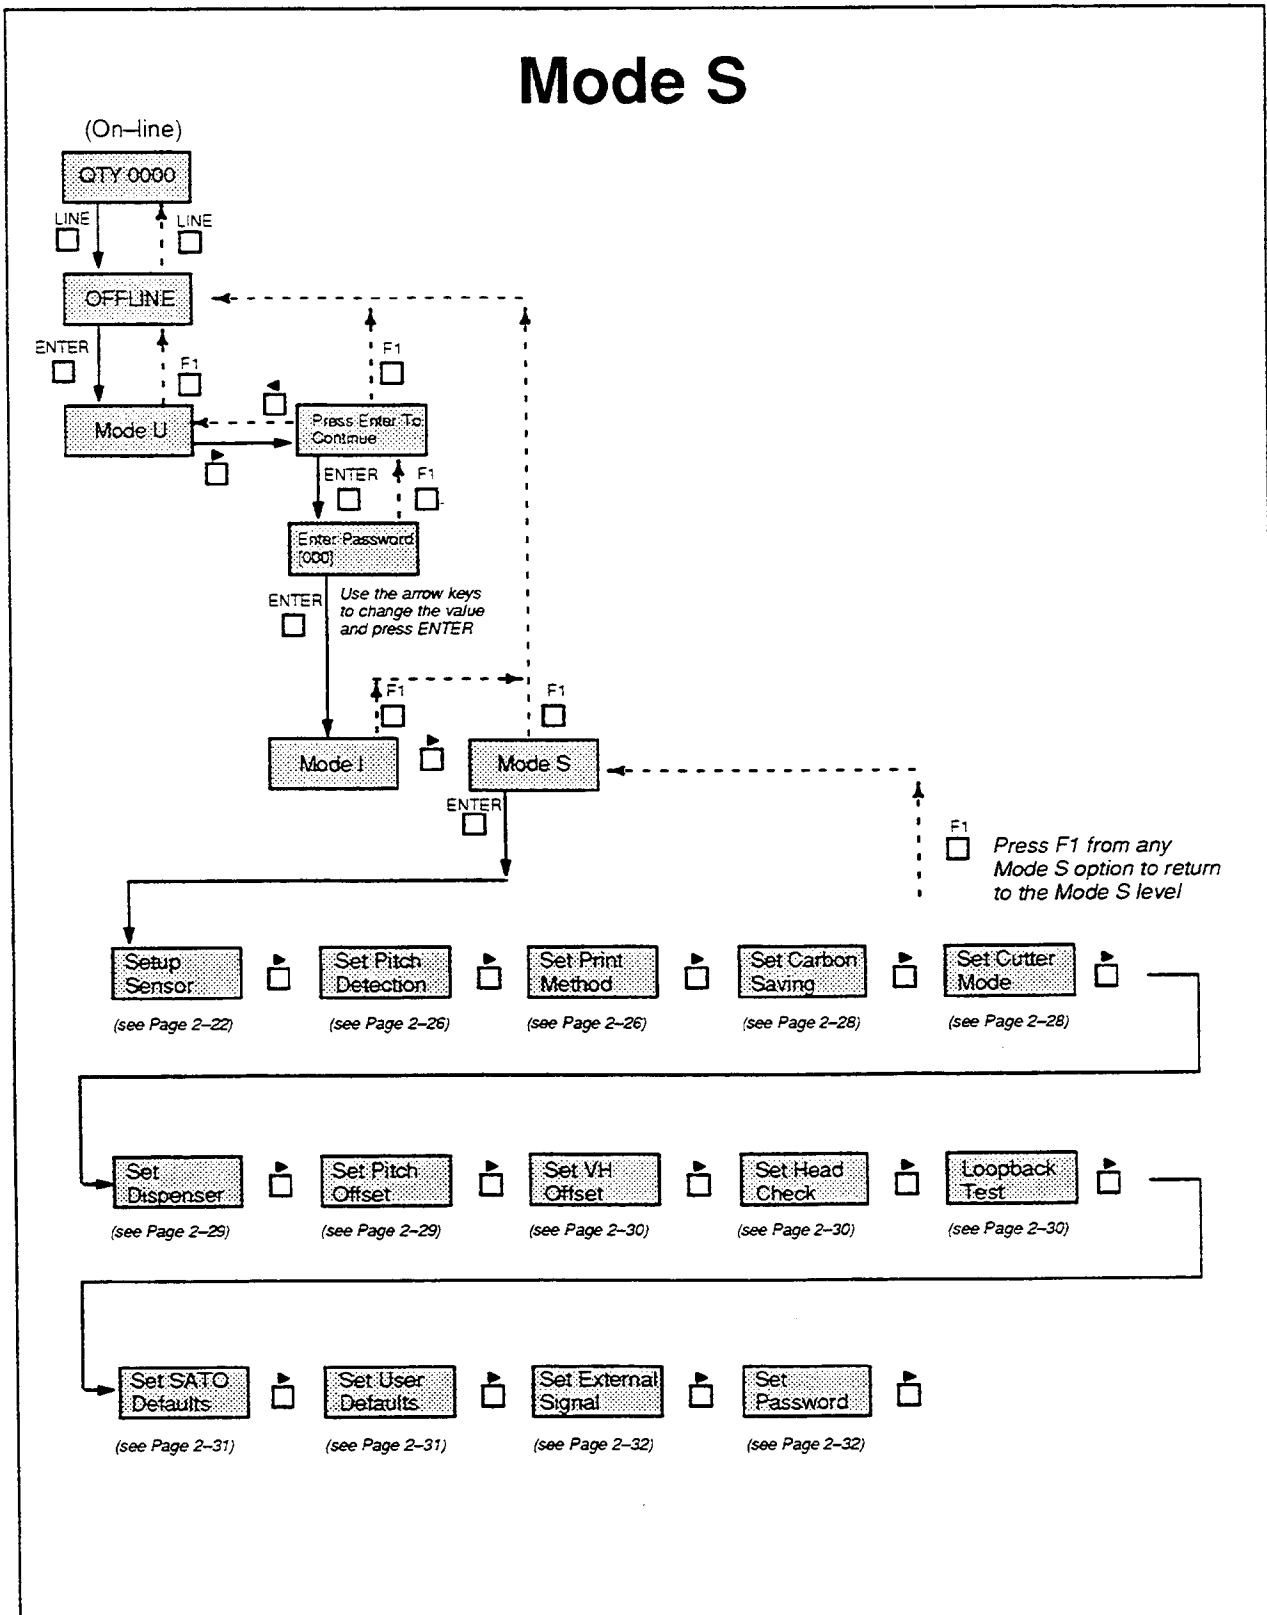 Mode S
(On–line)
QTY 0000
LINE
LINE
OFFLINE
ENTER
F1
F1
Mode U
Press Enter To
Continue
ENTER
F1
Enter Password
[000]
ENTER
Use the arrow keys
to change the value
and press ENTER
F1
F1
Mode I
Mode S
ENTER
F1
Press F1 from any
Mode S option to return
to the Mode S level
Setup
Sensor
(see Page 2–22)
Set Pitch
Detection
(see Page 2–26)
Set Print
Method
(see Page 2–26)
Set Carbon
Saving
(see Page 2–28)
Set Cutter
Mode
(see Page 2–28)
Set
Dispenser
(see Page 2–29)
Set Pitch
Offset
(see Page 2–29)
Set VH
Offset
(see Page 2–30)
Set Head
Check
(see Page 2–30)
Loopback
Test
(see Page 2–30)
Set SATO
Defaults
(see Page 2–31)
Set User
Defaults
(see Page 2–31)
Set External
Signal
(see Page 2–32)
Set
Password
(see Page 2–32)